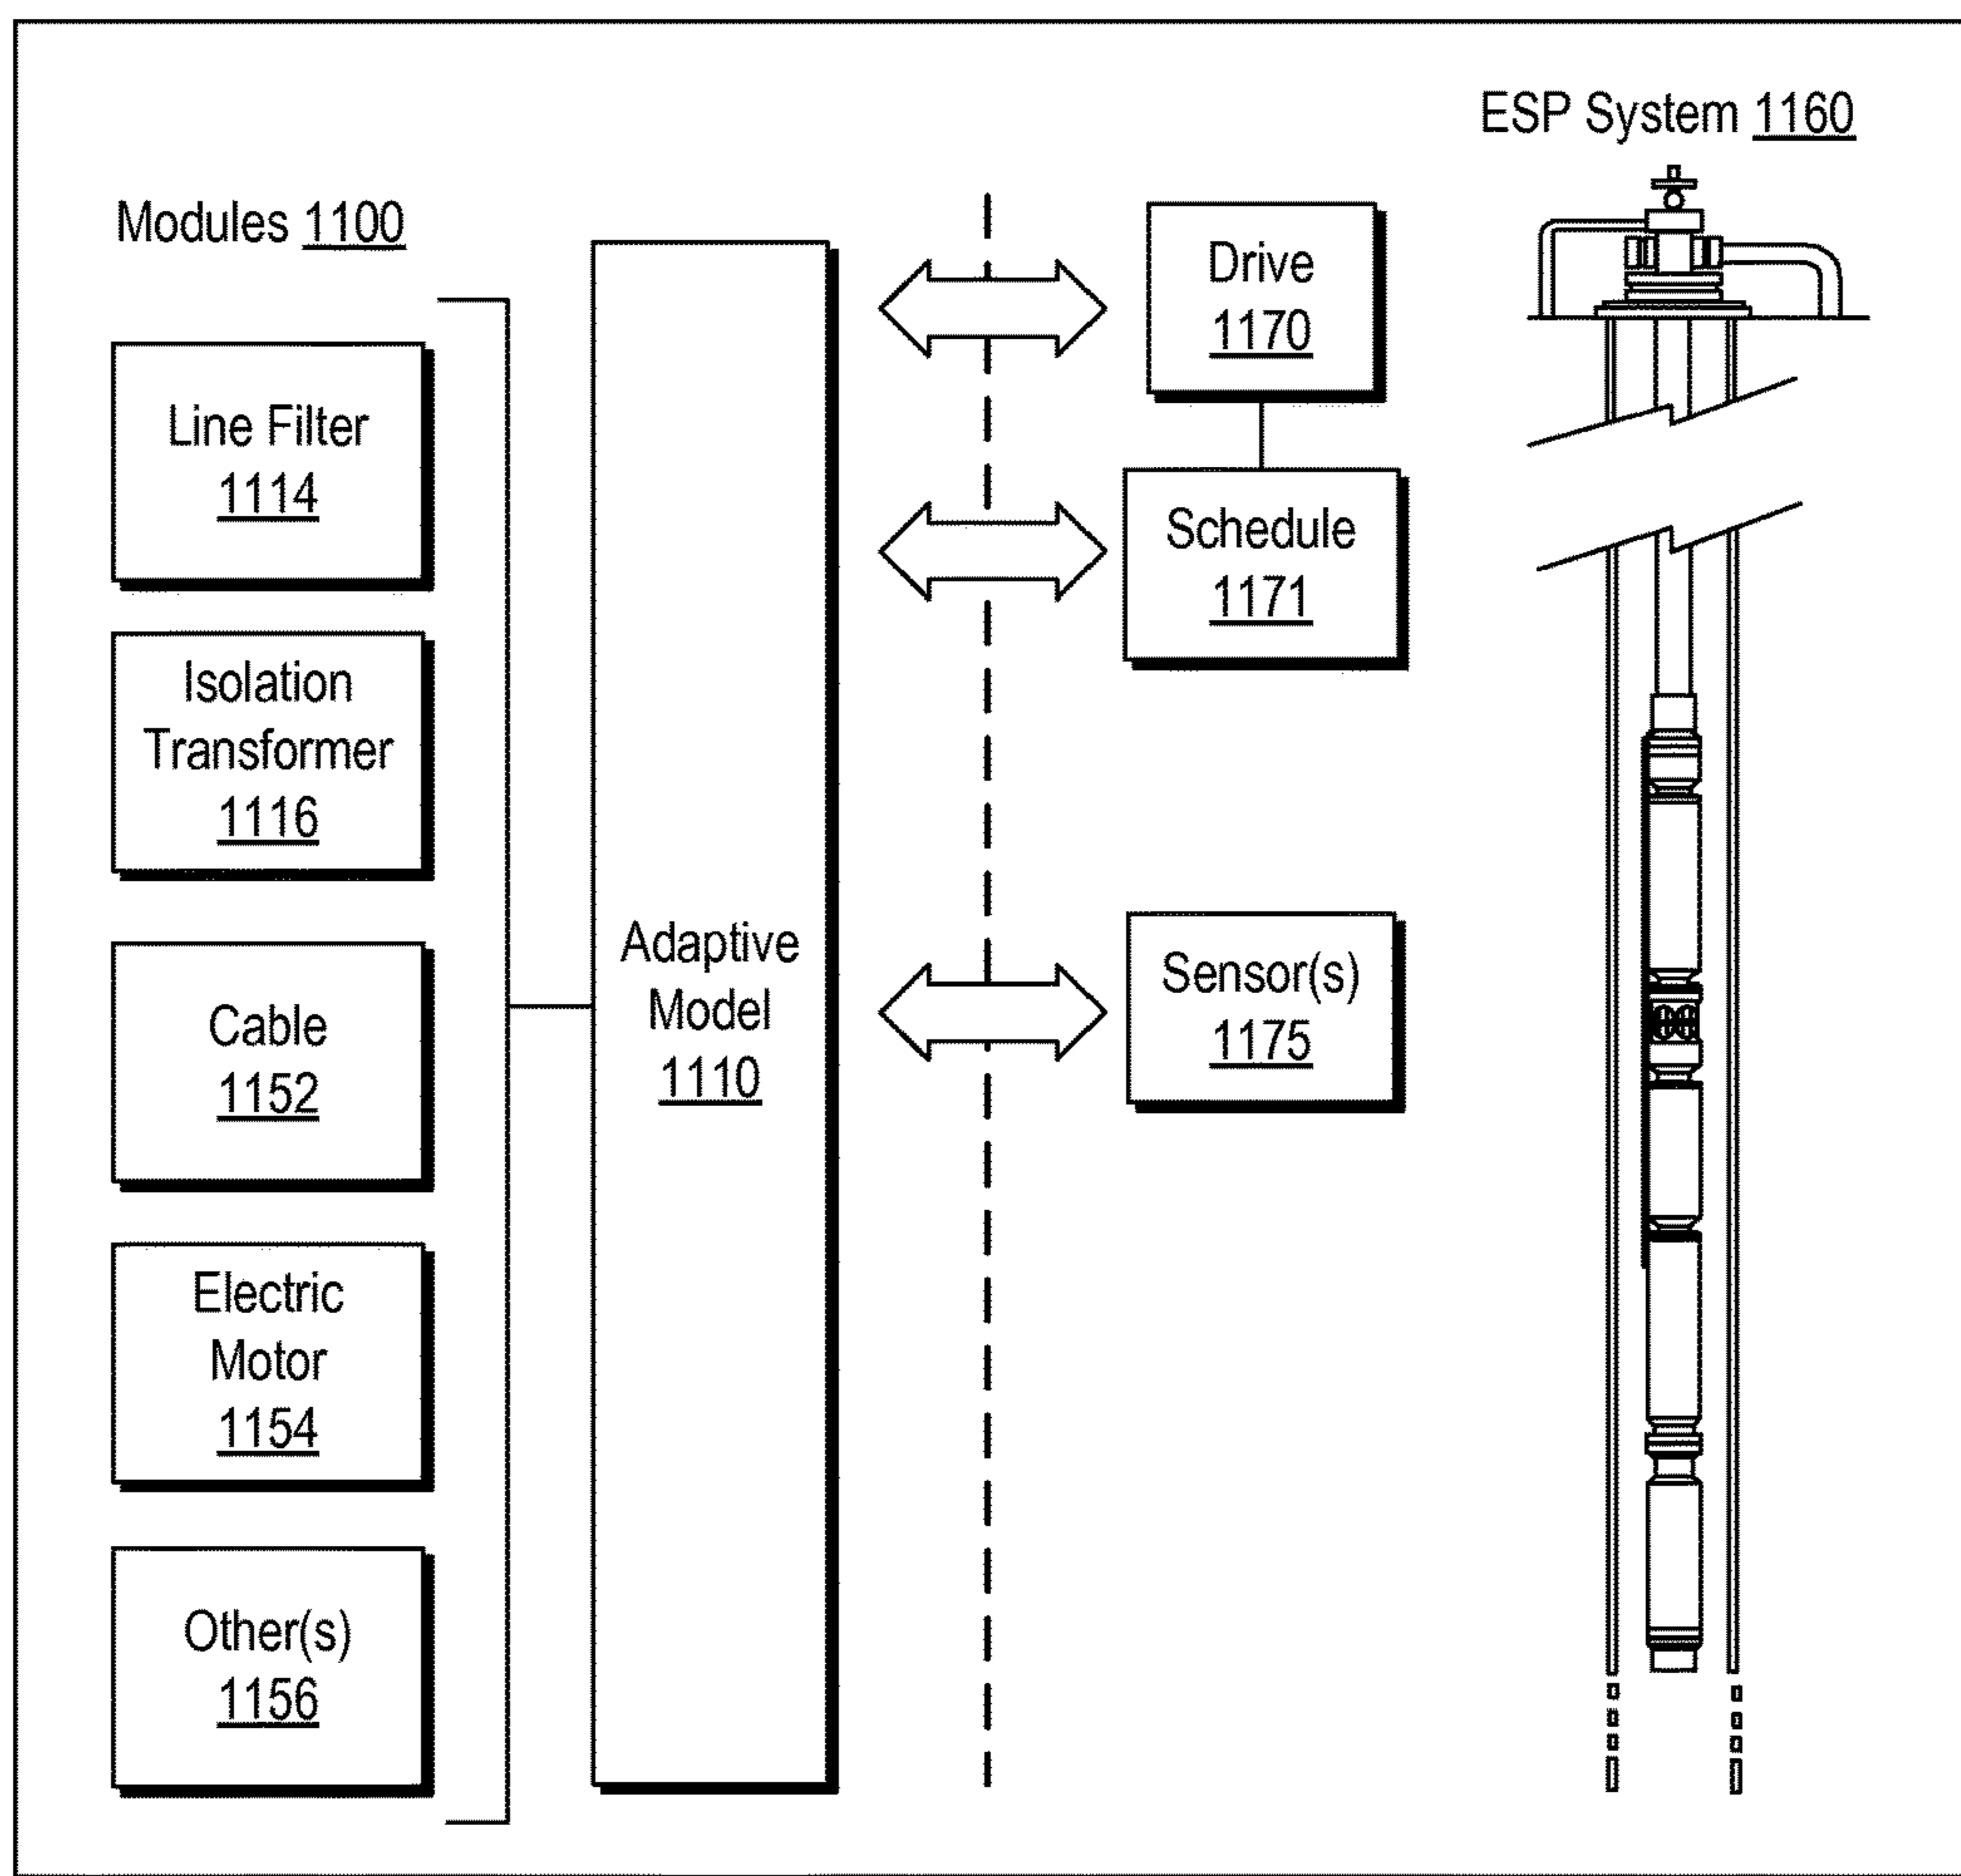 ESP System 1160
Modules 1100
Line Filter
1114
Isolation
Transformer
1116
Cable
1152
Electric
Motor
1154
Other(s)
1156
Adaptive
Model
1110
Drive
1170
Schedule
1171
Sensor(s)
1175